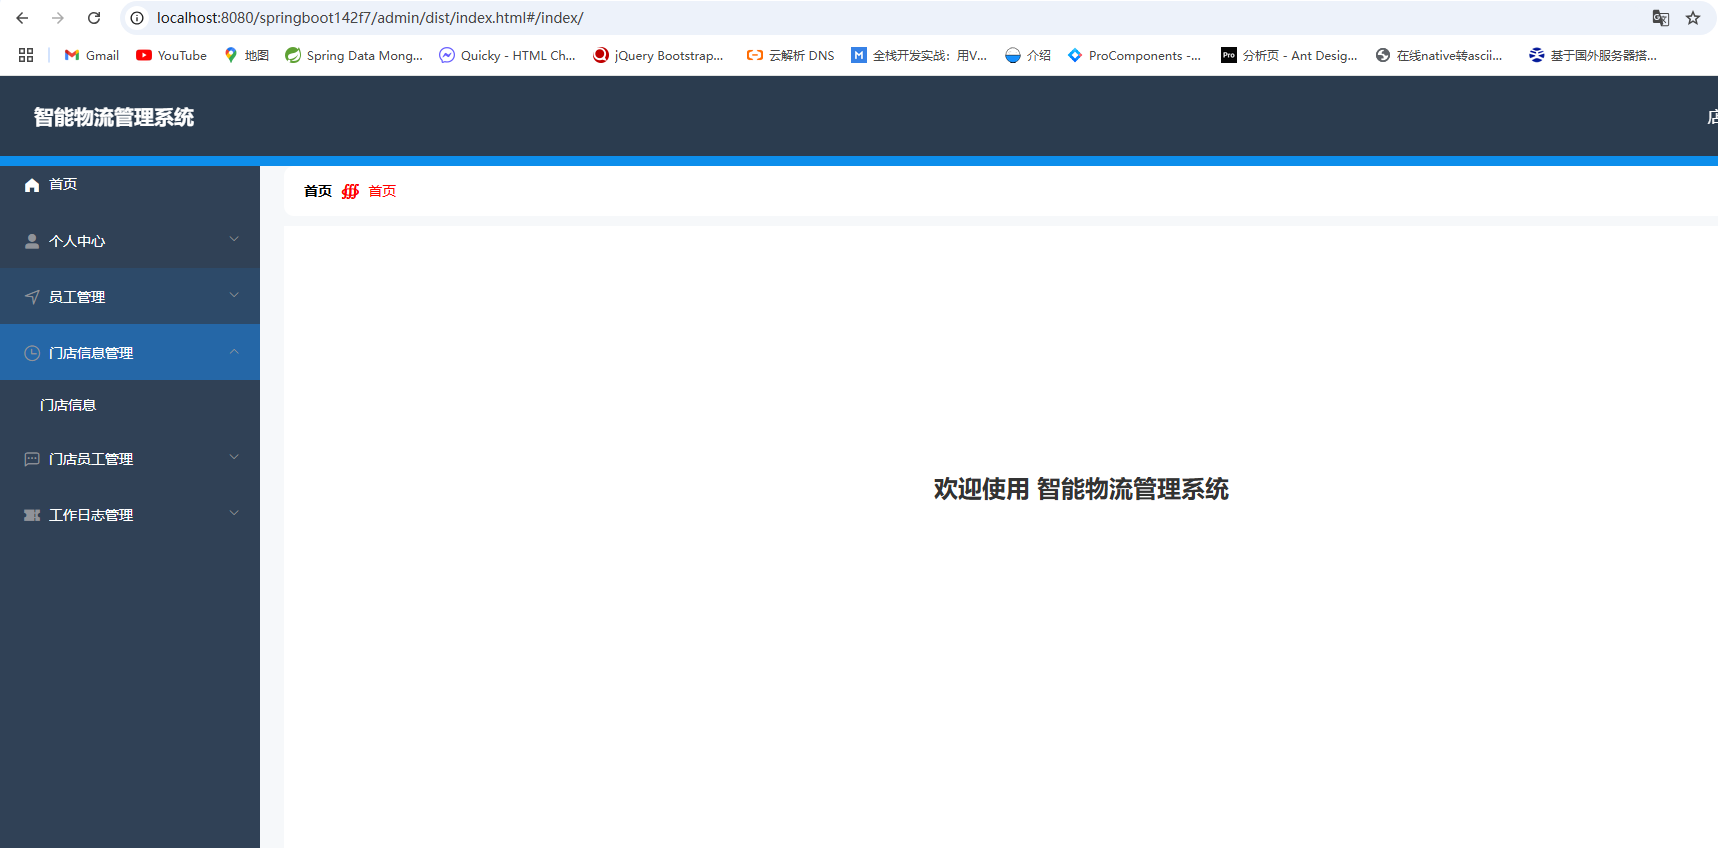 localhost:8080/springboot142f7/admin/dist/index.html#/index/
Gmail YouTube 地图 Spring Data Mong... Quicky - HTML Ch... jQuery Bootstrap... 云解析 DNS M 全栈开发实战：用V... 介绍 ProComponents -... Pro 分析页 - Ant Desig... 在线native转ascii... 基于国外服务器搭...
智能物流管理系统
首页
首页 首页
个人中心
员工管理
门店信息管理
门店信息
门店员工管理
欢迎使用 智能物流管理系统
工作日志管理